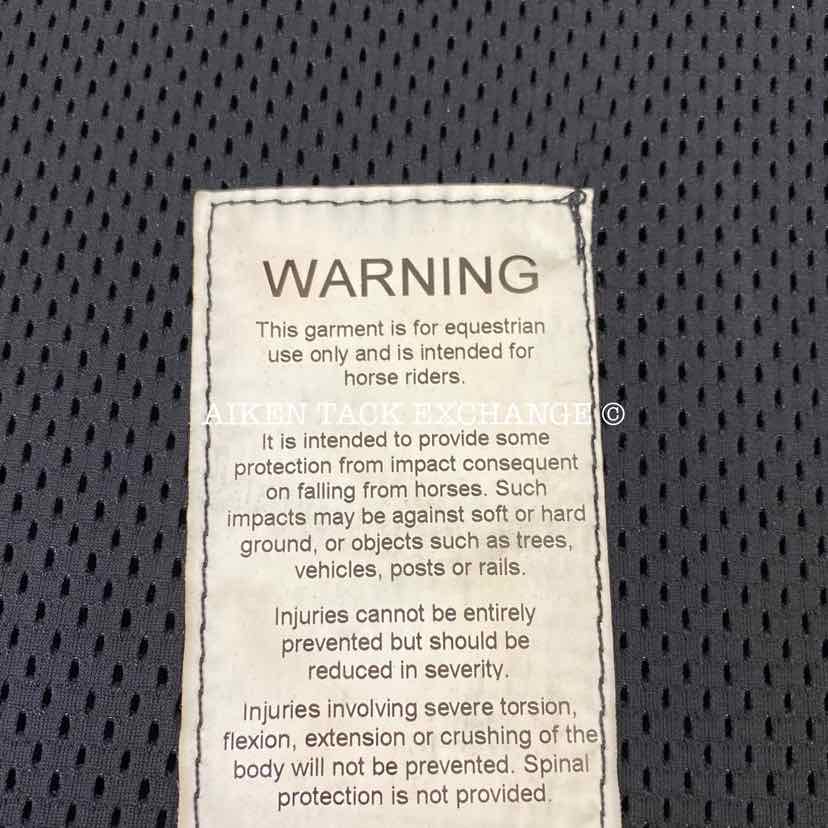 WARNING
This garment is for equestrian
use only and is intended for
horse riders.
AIKEN TACK EXCHANGE ©
It is intended to provide some
protection from impact consequent
on falling from horses. Such
impacts may be against soft or hard
ground, or objects such as trees,
vehicles, posts or rails.
Injuries cannot be entirely
prevented but should be
reduced in severity.
Injuries involving severe torsion,
flexion, extension or crushing of the
body will not be prevented. Spinal
protection is not provided.